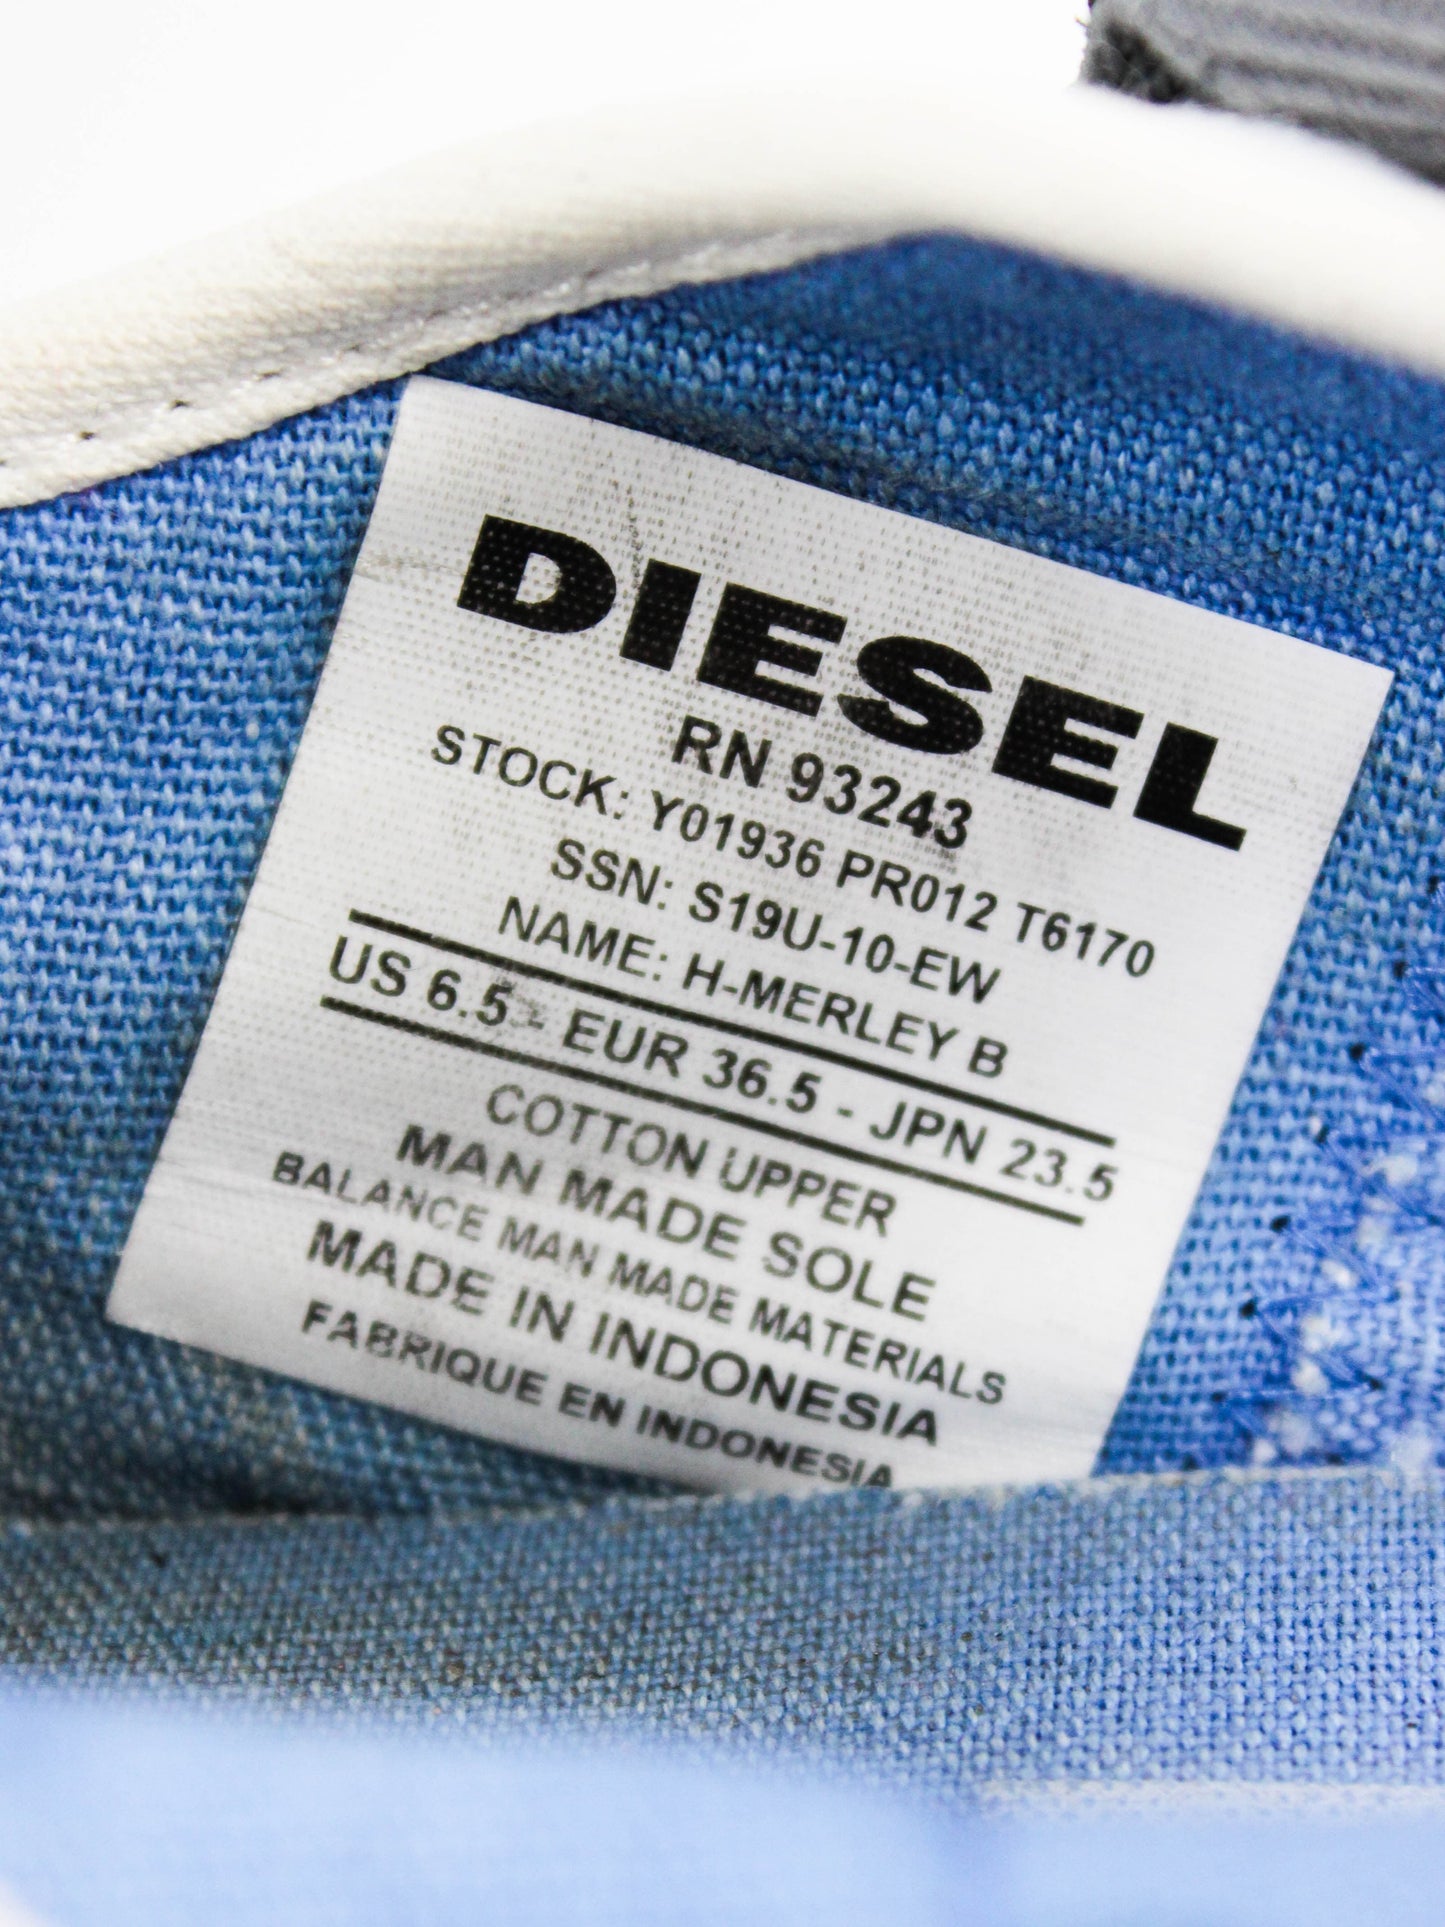 DIESEL
RN 93243
STOCK: Y01936 PR012 T6170
SSN: S19U-10-EW
NAME: H-MERLEY B
US 6.5 - EUR 36.5 - JPN 23.5
COTTON UPPER
MAN MADE SOLE
BALANCE MAN MADE MATERIALS
MADE IN INDONESIA
FABRIQUE EN INDONESIA